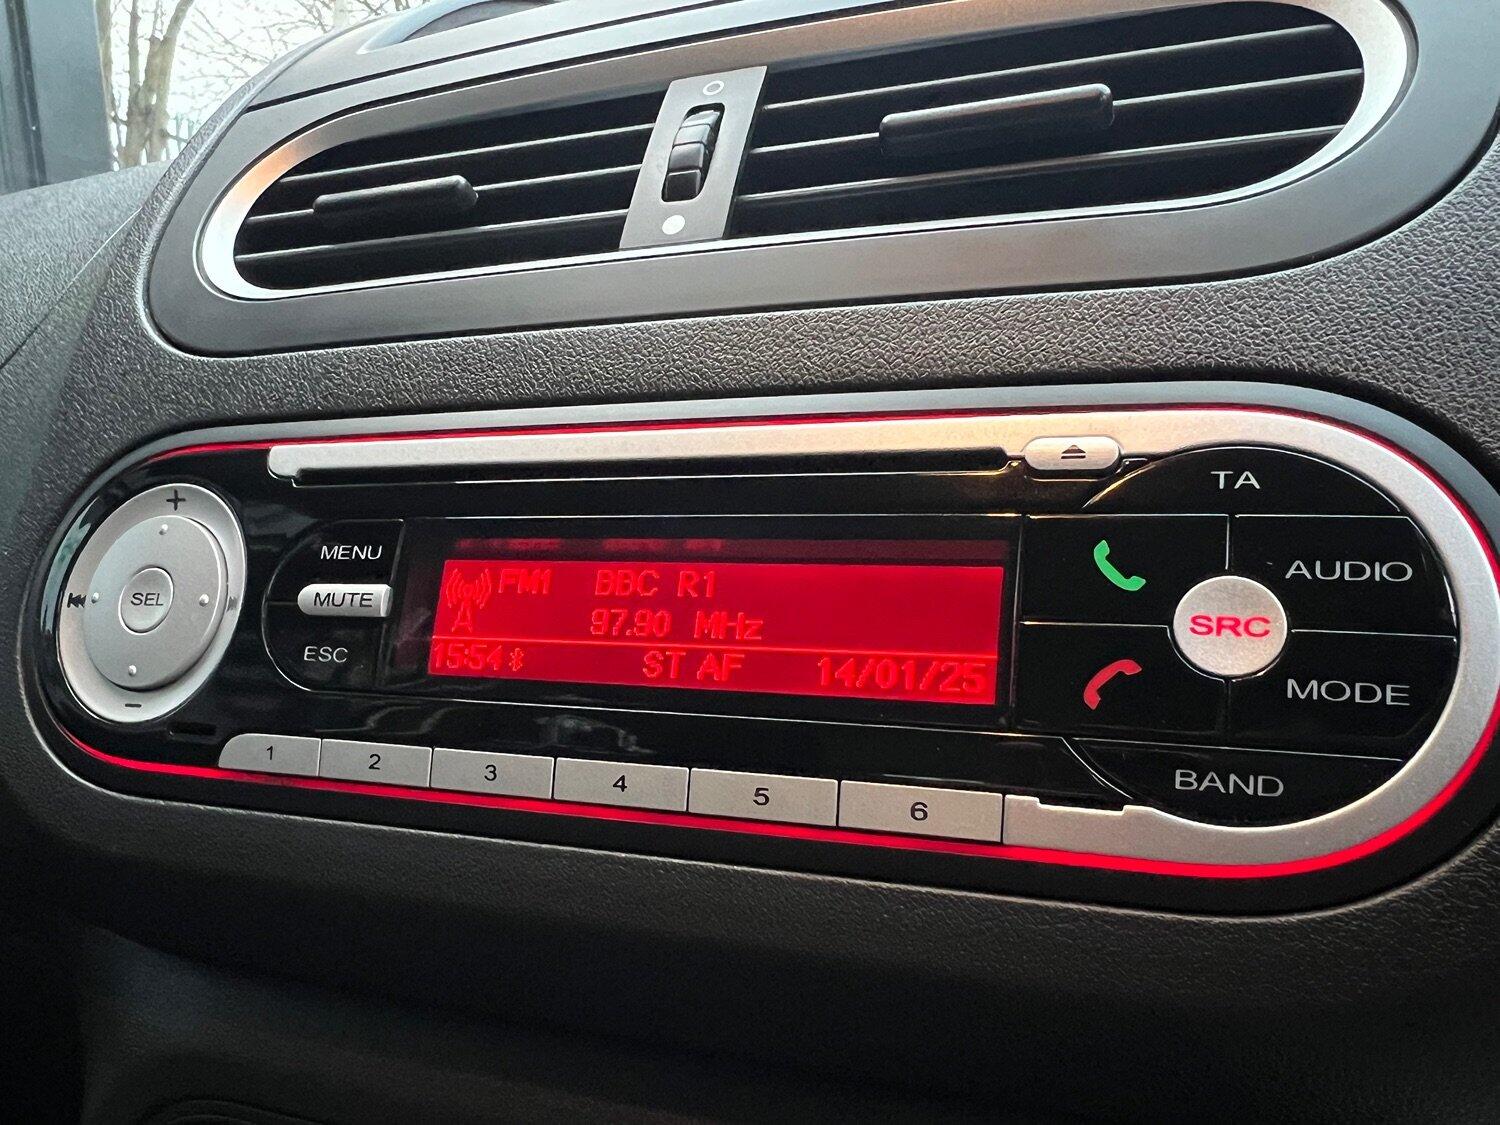 TA
MENU
AUDIO
FM1 BBC R1
SEL
MUTE
97.90 MHz
SRC
ESC
15:54 ST AF 14/01/25
MODE
1 2 3 4 5 6
BAND